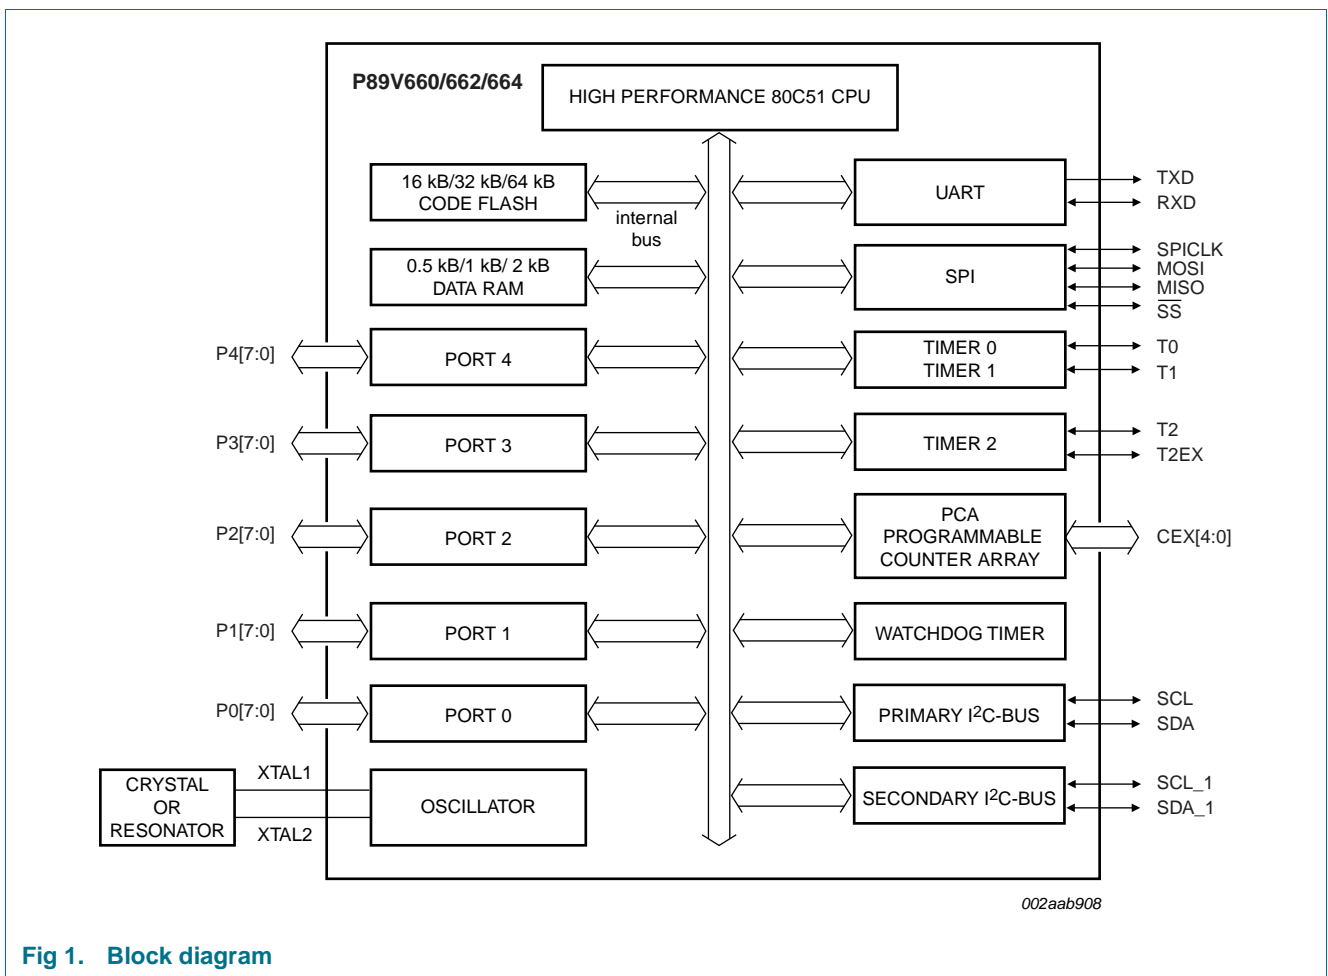 P89V660/662/664
HIGH PERFORMANCE 80C51 CPU
16 kB/32 kB/64 kB
CODE FLASH
internal
bus
UART
TXD
RXD
0.5 kB/1 kB/ 2 kB
DATA RAM
SPI
SPICLK
MOSI
MISO
S̅S̅
P4[7:0]
PORT 4
TIMER 0
TIMER 1
T0
T1
P3[7:0]
PORT 3
TIMER 2
T2
T2EX
P2[7:0]
PORT 2
PCA
PROGRAMMABLE
COUNTER ARRAY
CEX[4:0]
P1[7:0]
PORT 1
WATCHDOG TIMER
P0[7:0]
PORT 0
PRIMARY I²C-BUS
SCL
SDA
CRYSTAL
OR
RESONATOR
XTAL1
XTAL2
OSCILLATOR
SECONDARY I²C-BUS
SCL_1
SDA_1
002aab908
Fig 1. Block diagram